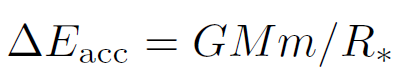 ΔE_acc = GMm/R_*